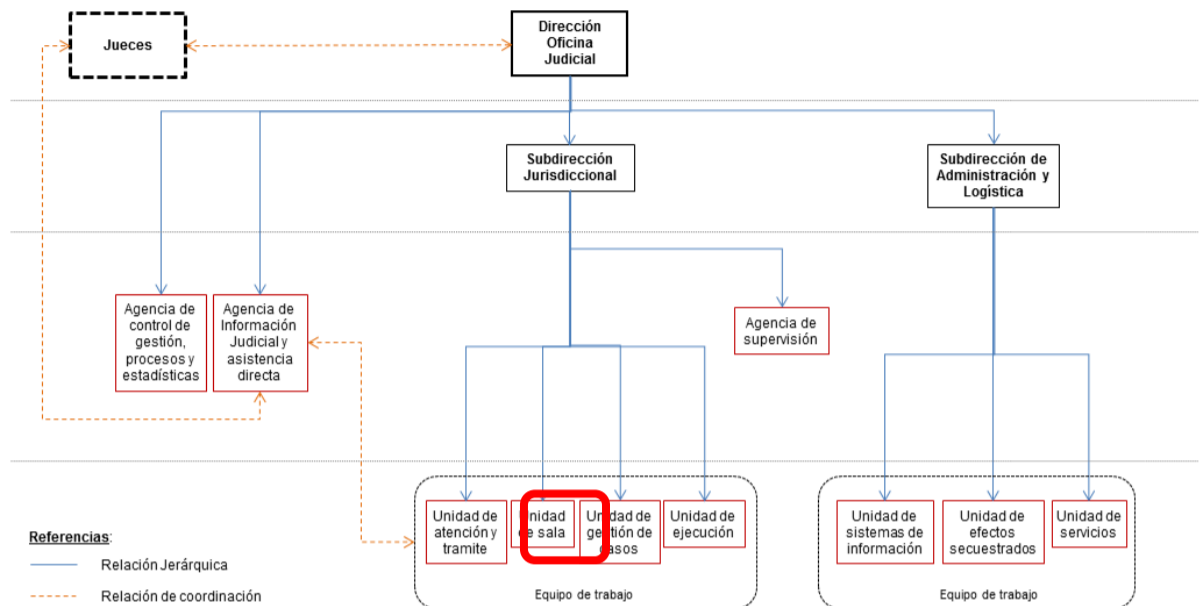 Jueces
Dirección
Oficina
Judicial
Subdirección
Jurisdiccional
Subdirección de
Administración y
Logística
Agencia de
control de
gestión,
procesos y
estadísticas
Agencia de
Información
Judicial y
asistencia
directa
Agencia de
supervisión
Unidad de
atención y
tramite
Unidad
de sala
Unidad de
gestión de
casos
Unidad de
ejecución
Equipo de trabajo
Unidad de
sistemas de
información
Unidad de
efectos
secuestrados
Unidad de
servicios
Equipo de trabajo
Referencias:
Relación Jerárquica
Relación de coordinación